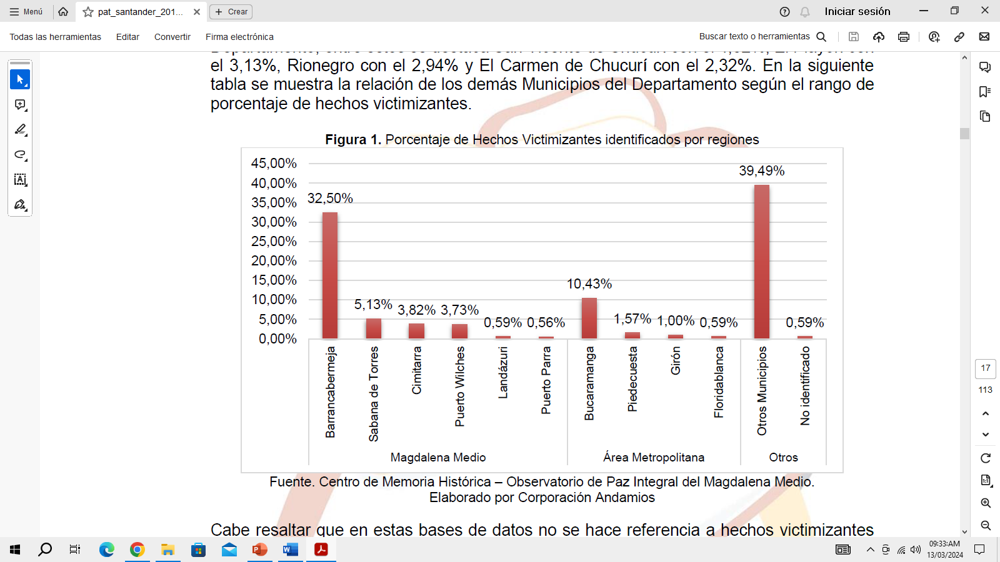 Menú
pat_santander_201...
Crear
Iniciar sesión
Todas las herramientas
Editar
Convertir
Firma electrónica
Buscar texto o herramientas
el 3,13%, Rionegro con el 2,94% y El Carmen de Chucurí con el 2,32%. En la siguiente
tabla se muestra la relación de los demás Municipios del Departamento según el rango de
porcentaje de hechos victimizantes.
Figura 1. Porcentaje de Hechos Victimizantes identificados por regiones
45,00%
40,00%
35,00%
30,00%
25,00%
20,00%
15,00%
10,00%
5,00%
0,00%
32,50%
5,13%
3,82%
3,73%
0,59%
0,56%
10,43%
1,57%
1,00%
0,59%
39,49%
0,59%
Barrancabermeja
Sabana de Torres
Cimitarra
Puerto Wilches
Landázuri
Puerto Parra
Bucaramanga
Piedecuesta
Girón
Floridablanca
Otros Municipios
No identificado
Magdalena Medio
Área Metropolitana
Otros
Fuente. Centro de Memoria Histórica – Observatorio de Paz Integral del Magdalena Medio.
Elaborado por Corporación Andamios
Cabe resaltar que en estas bases de datos no se hace referencia a hechos victimizantes
17
113
09:33:AM
13/03/2024